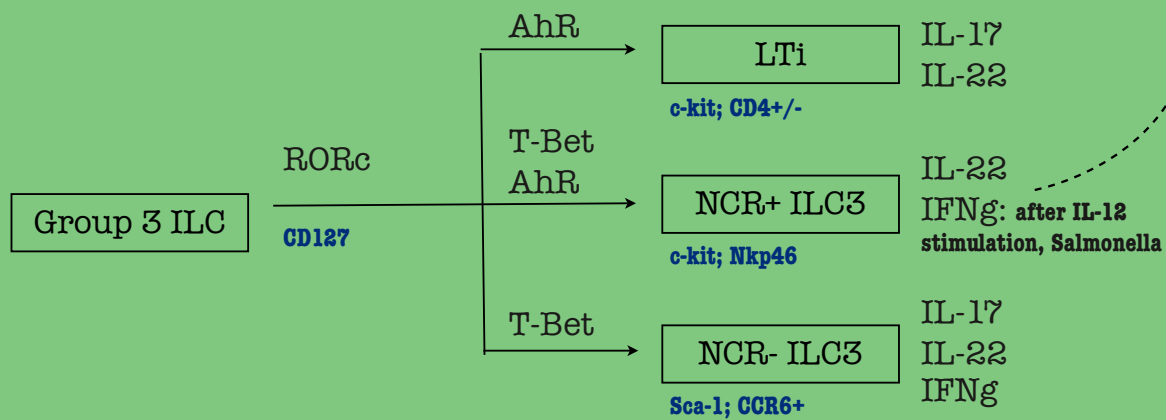 Group 3 ILC
RORc
CD127
AhR
LTi
c-kit; CD4+/-
IL-17
IL-22
T-Bet
AhR
NCR+ ILC3
c-kit; Nkp46
IL-22
IFNg: after IL-12
stimulation, Salmonella
T-Bet
NCR- ILC3
Sca-1; CCR6+
IL-17
IL-22
IFNg